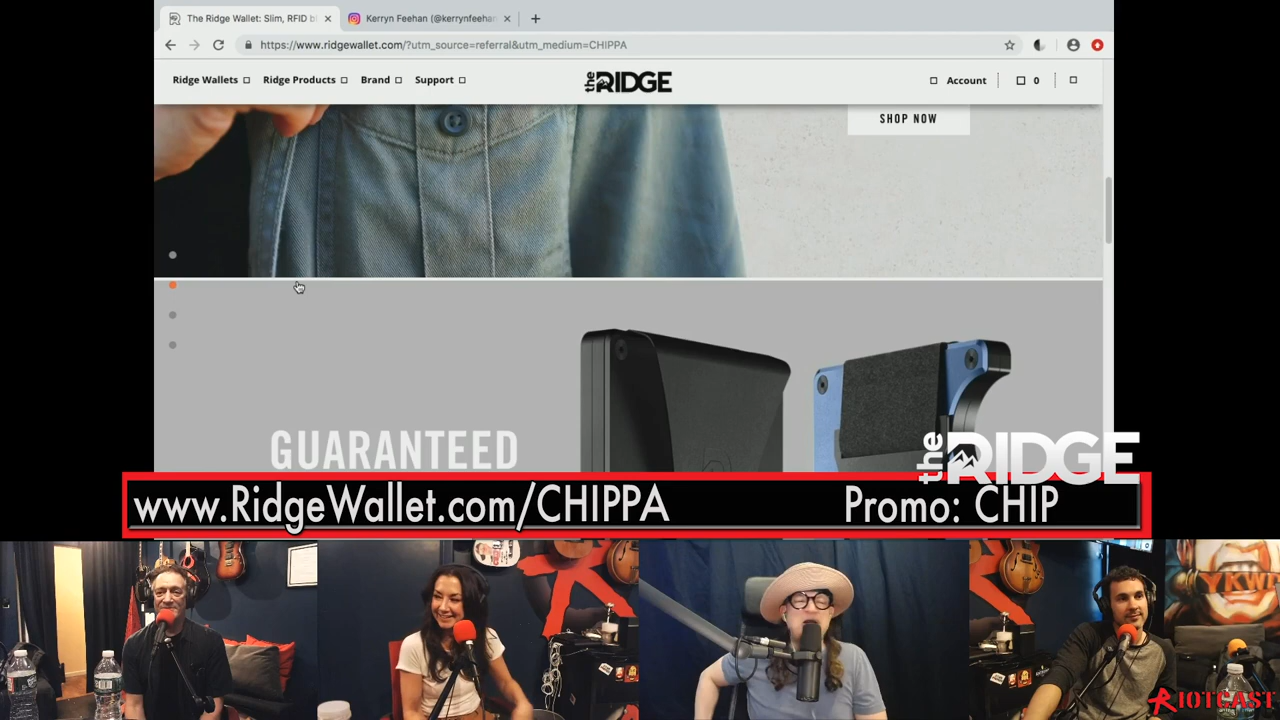 The Ridge Wallet: Slim, RFID bl
Kerryn Feehan (@kerrynfeehan
https://www.ridgewallet.com/?utm_source=referral&utm_medium=CHIPPA
Ridge Wallets
Ridge Products
Brand
Support
the RIDGE
Account
0
SHOP NOW
GUARANTEED
the RIDGE
www.RidgeWallet.com/CHIPPA
Promo: CHIP
YKWD
RIOTCAST